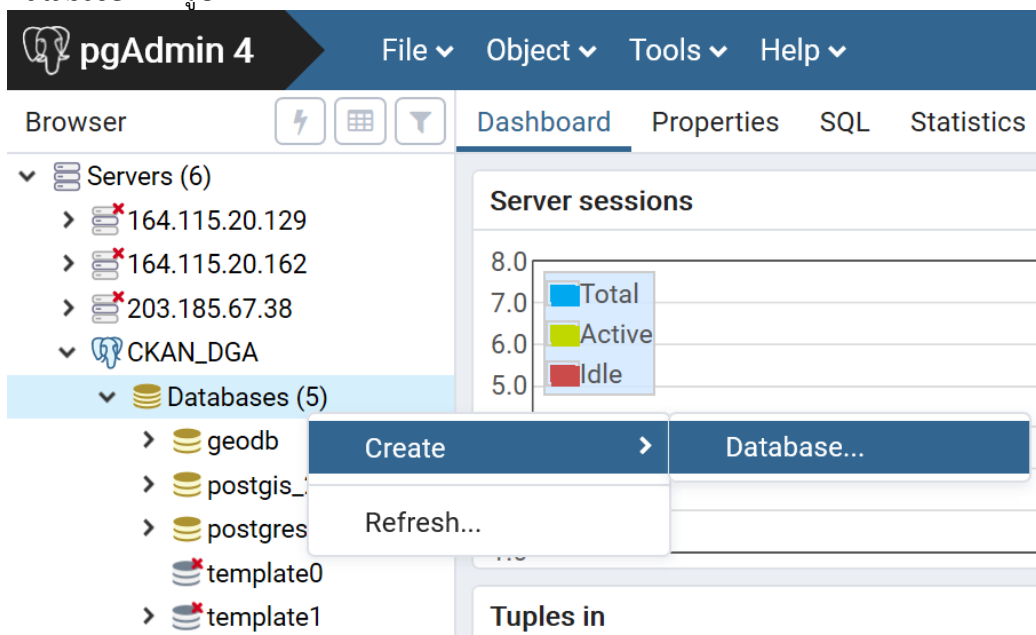 pgAdmin 4
File Object Tools Help
Browser
Dashboard Properties SQL Statistics
Servers (6)
Server sessions
164.115.20.129
164.115.20.162
203.185.67.38
CKAN_DGA
Databases (5)
geodb
postgis_
postgres
template0
template1
8.0
7.0
6.0
5.0
Total
Active
Idle
Create
Database...
Refresh...
Tuples in